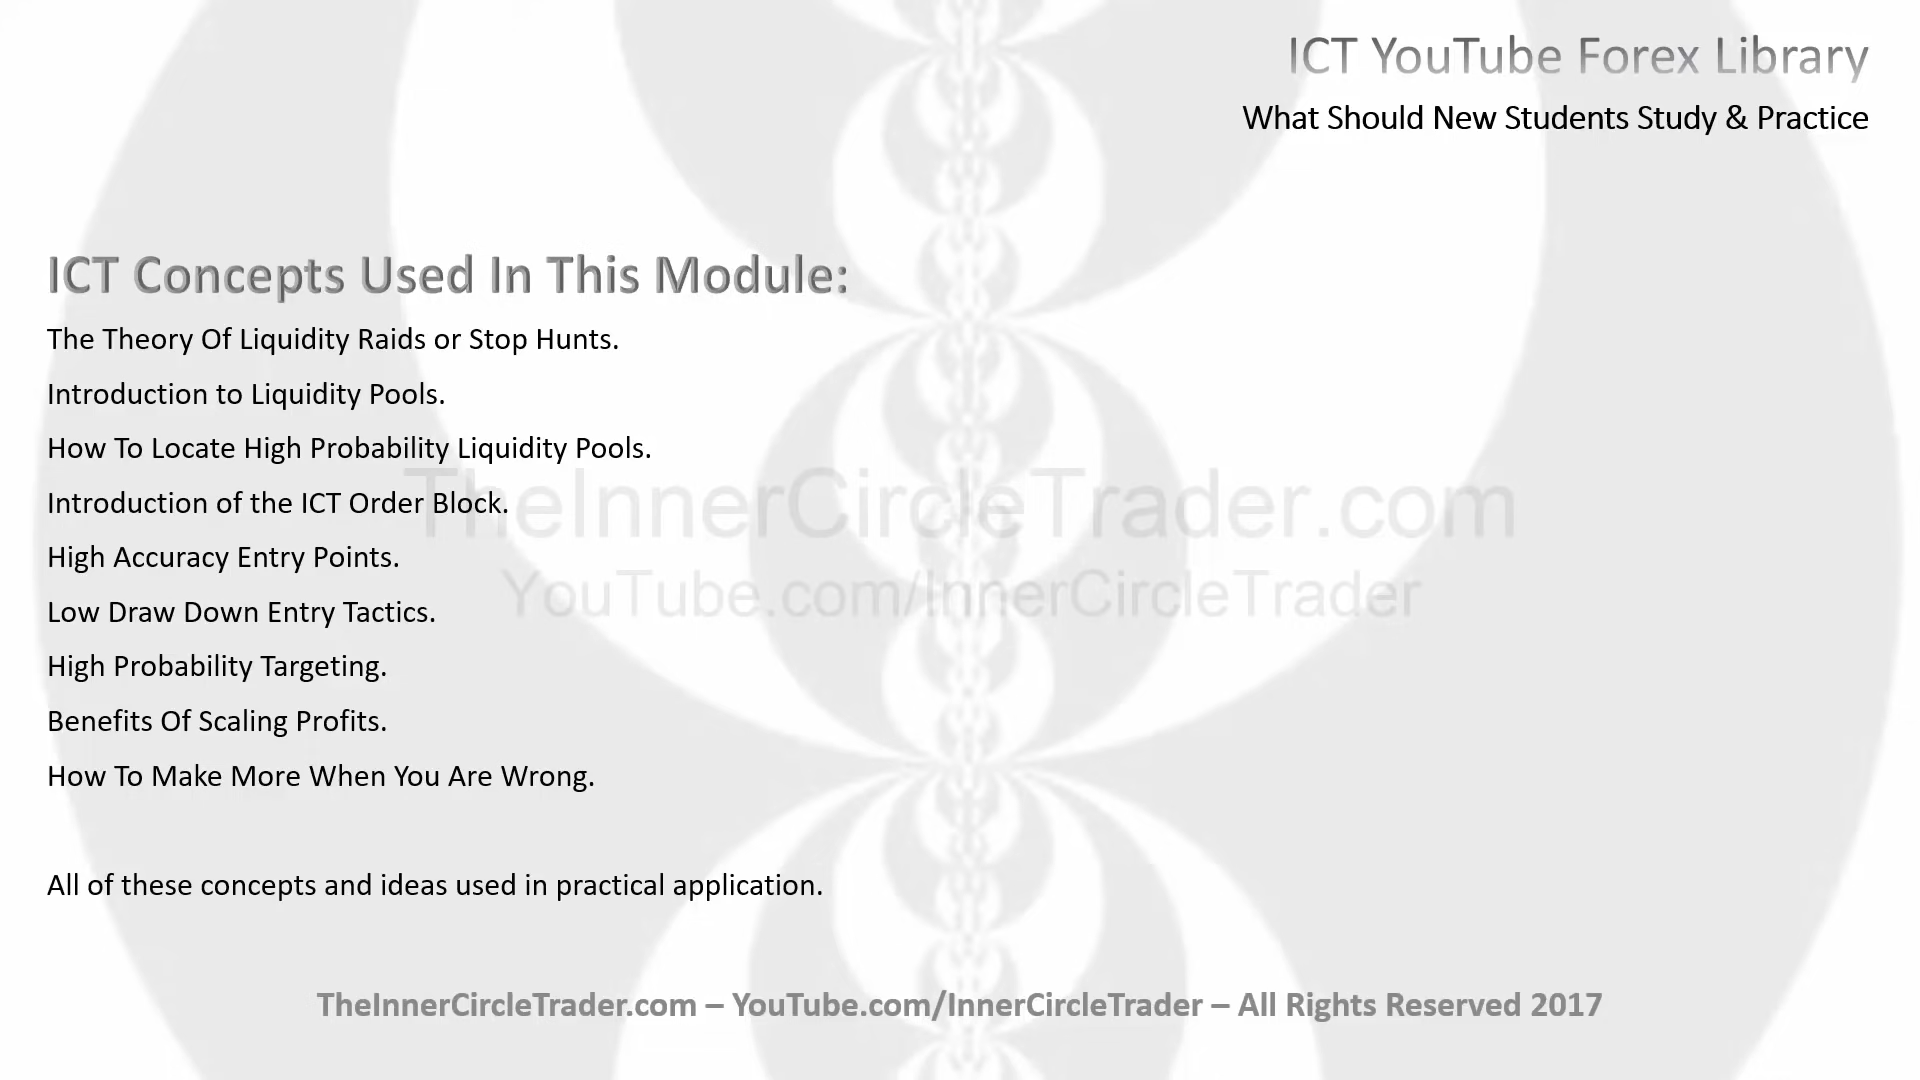 ICT YouTube Forex Library
What Should New Students Study & Practice
ICT Concepts Used In This Module:
The Theory Of Liquidity Raids or Stop Hunts.
Introduction to Liquidity Pools.
How To Locate High Probability Liquidity Pools.
Introduction of the ICT Order Block.
TheInnerCircleTrader.com
High Accuracy Entry Points.
YouTube.com/InnerCircleTrader
Low Draw Down Entry Tactics.
High Probability Targeting.
Benefits Of Scaling Profits.
How To Make More When You Are Wrong.
All of these concepts and ideas used in practical application.
TheInnerCircleTrader.com – YouTube.com/InnerCircleTrader – All Rights Reserved 2017